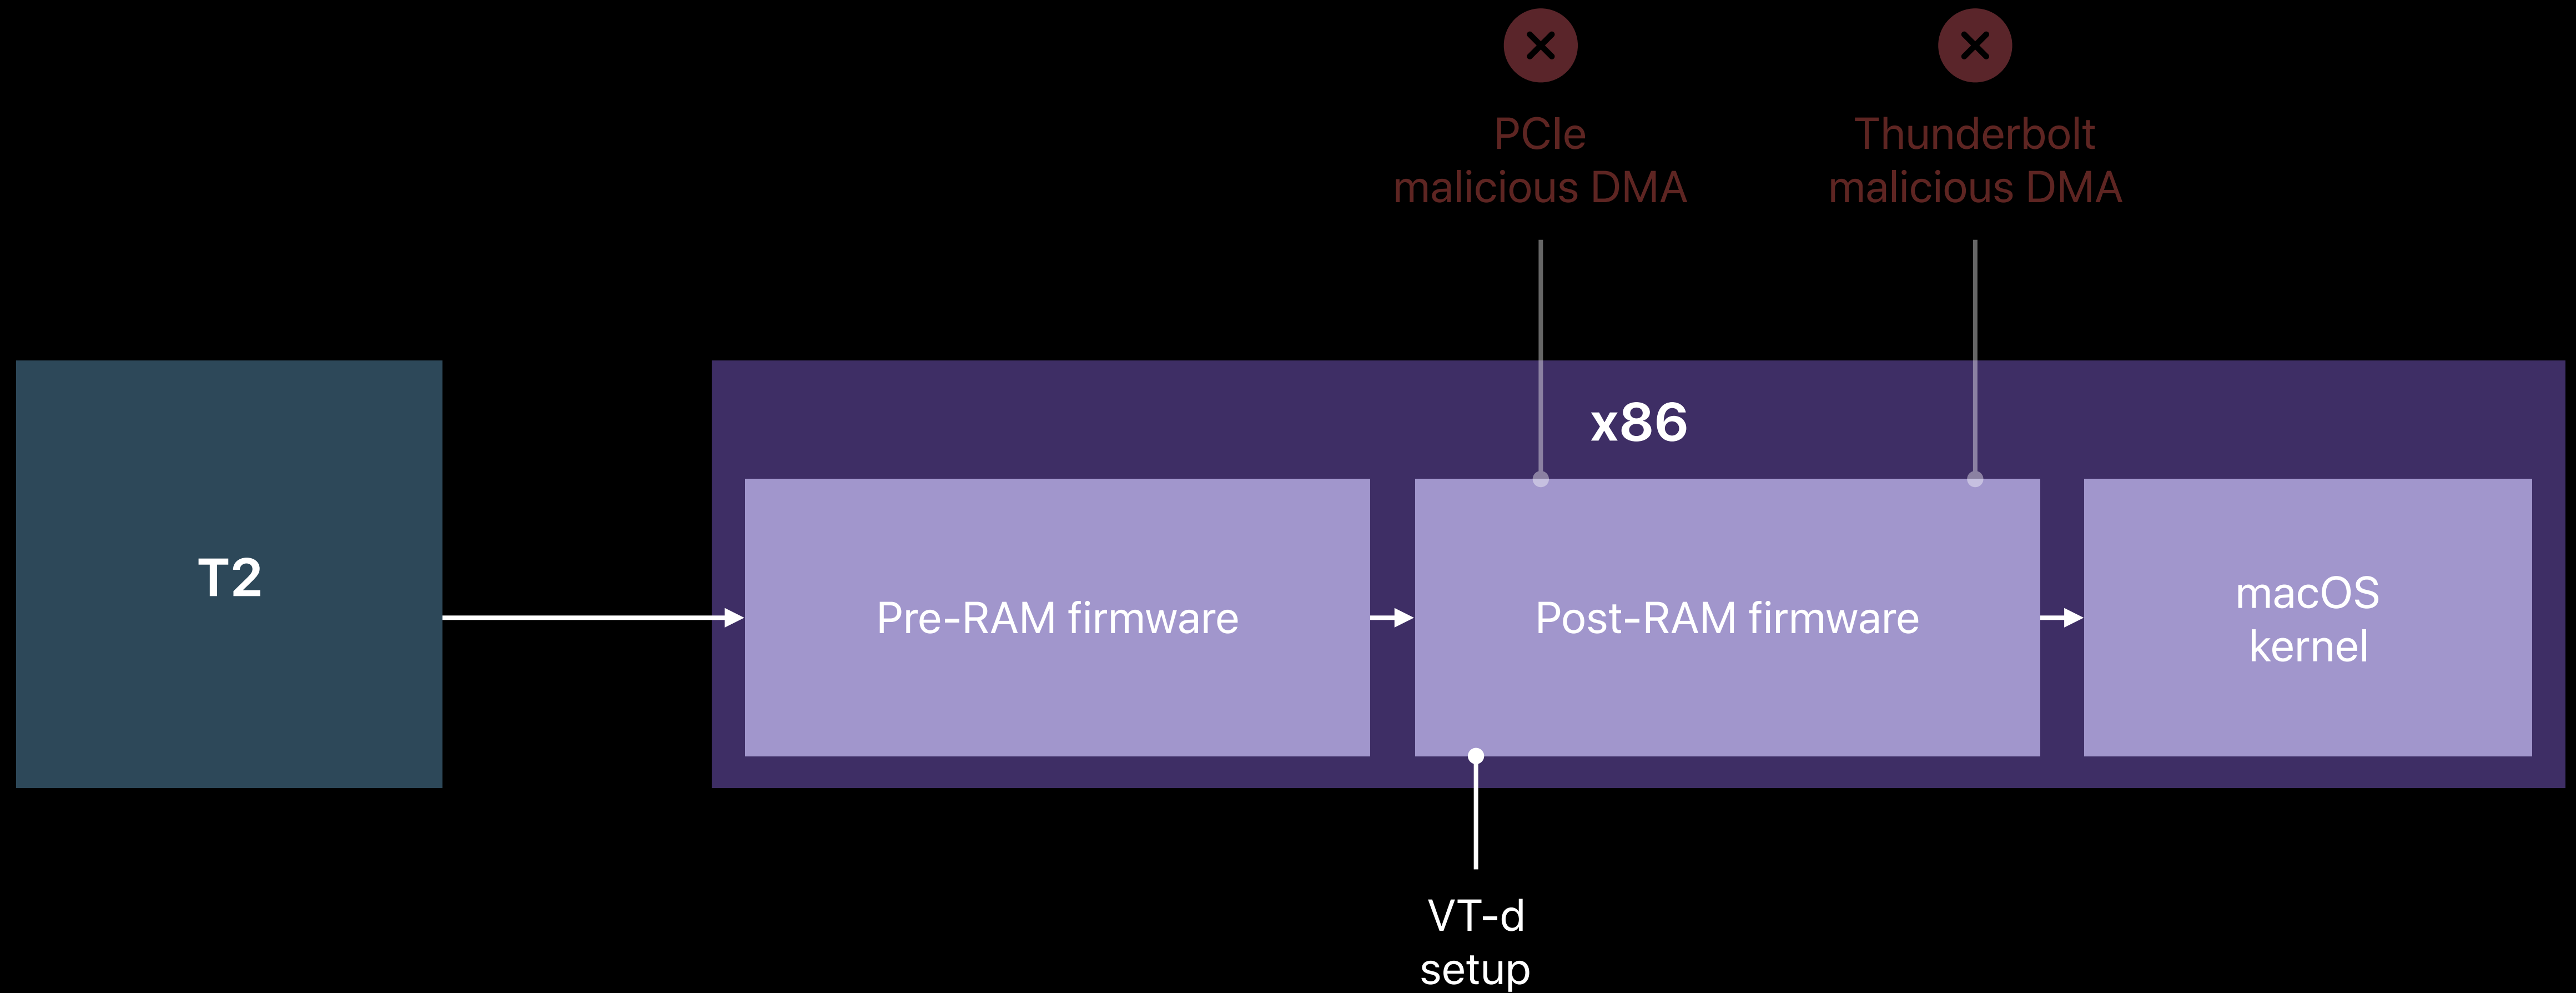 PCIe
malicious DMA
Thunderbolt
malicious DMA
x86
T2
Pre-RAM firmware
Post-RAM firmware
macOS
kernel
VT-d
setup